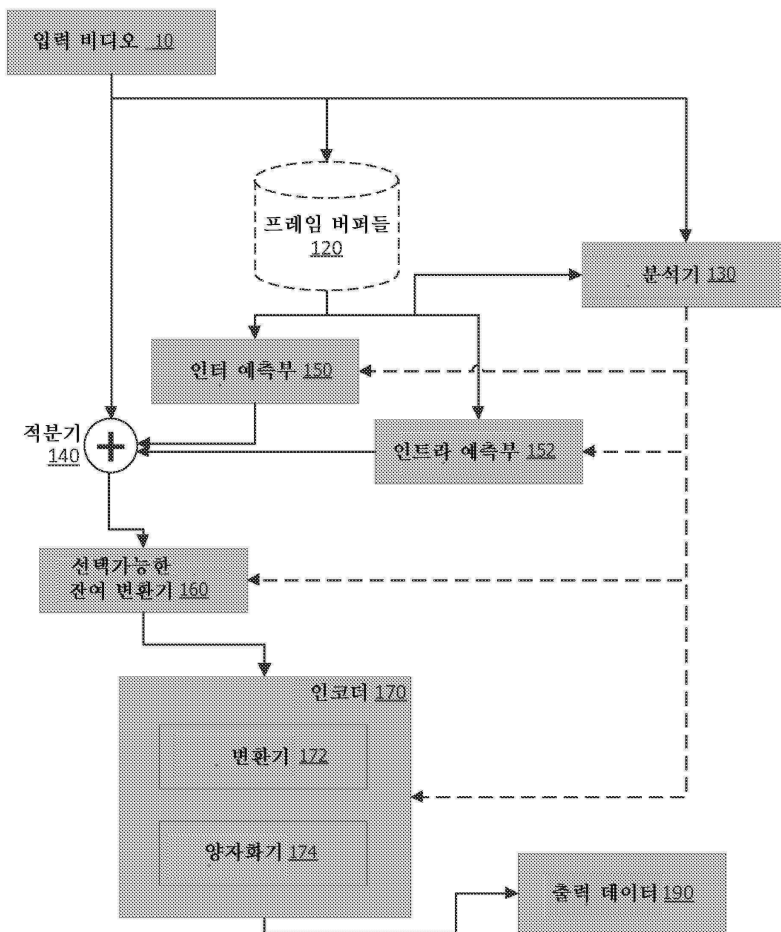 입력 비디오 10
프레임 버퍼들
120
분석기 130
인터 예측부 150
적분기
140
인트라 예측부 152
선택가능한
잔여 변환기 160
인코더 170
변환기 172
양자화기 174
출력 데이터 190